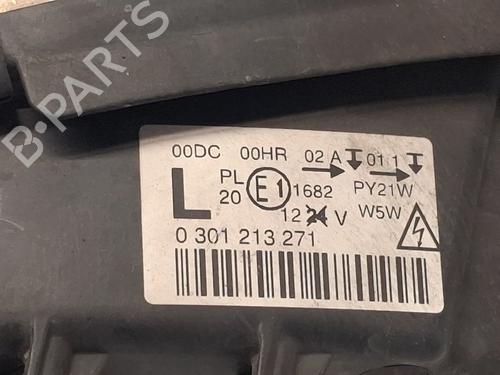 B-PARTS
00DC 00HR 02 A 01 1
L PL 20 E1 1682 PY21W
12 24 V W5W
0 301 213 271